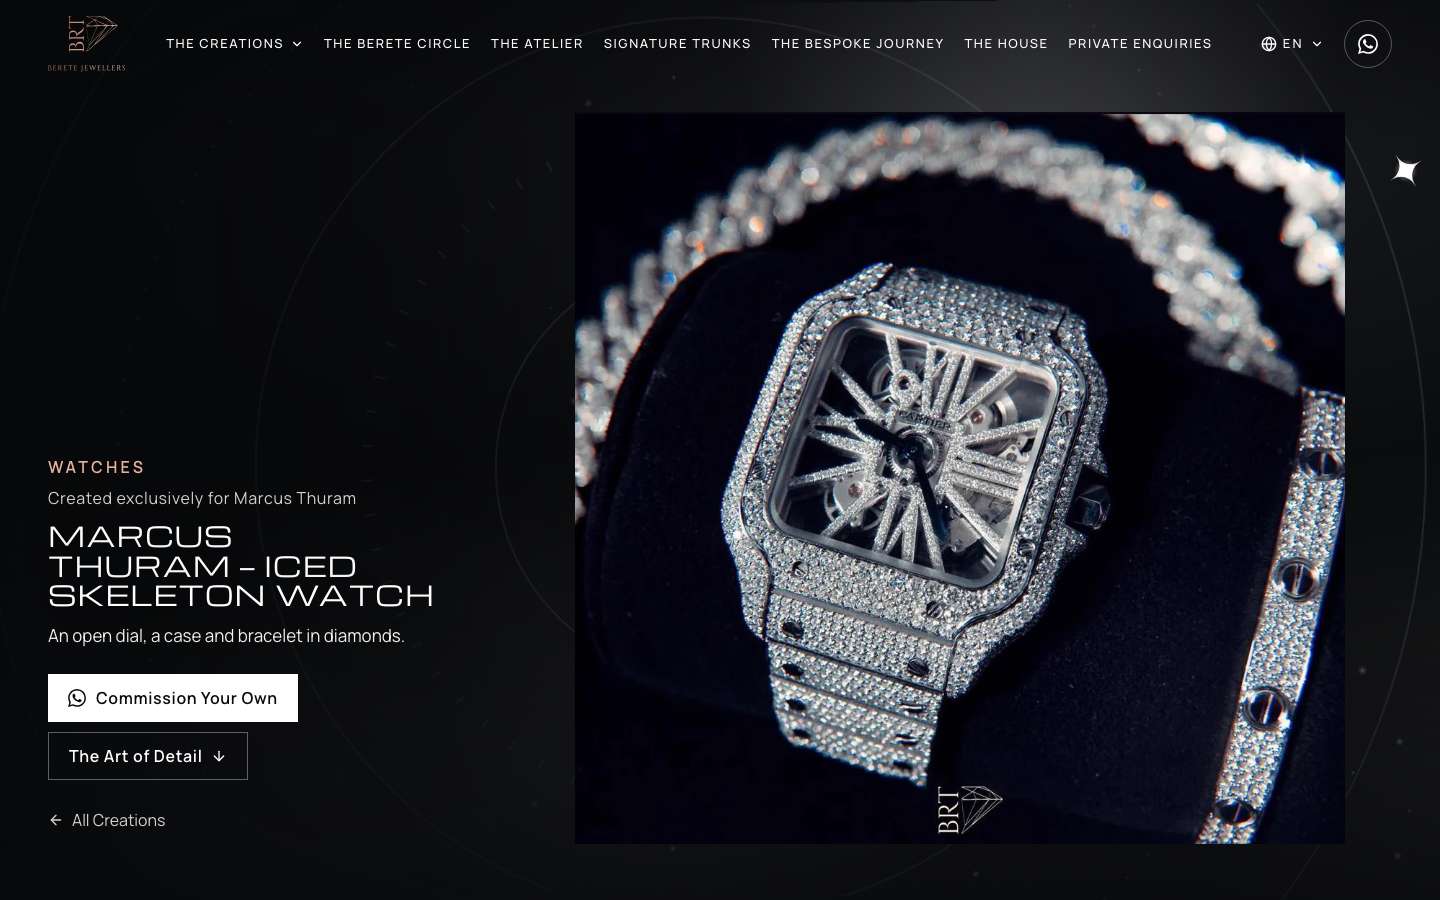 BRT
BERETE JEWELLERS
THE CREATIONS
THE BERETE CIRCLE
THE ATELIER
SIGNATURE TRUNKS
THE BESPOKE JOURNEY
THE HOUSE
PRIVATE ENQUIRIES
EN
WATCHES
Created exclusively for Marcus Thuram
MARCUS
THURAM – ICED
SKELETON WATCH
An open dial, a case and bracelet in diamonds.
Commission Your Own
The Art of Detail
All Creations
CARTIER
BRT